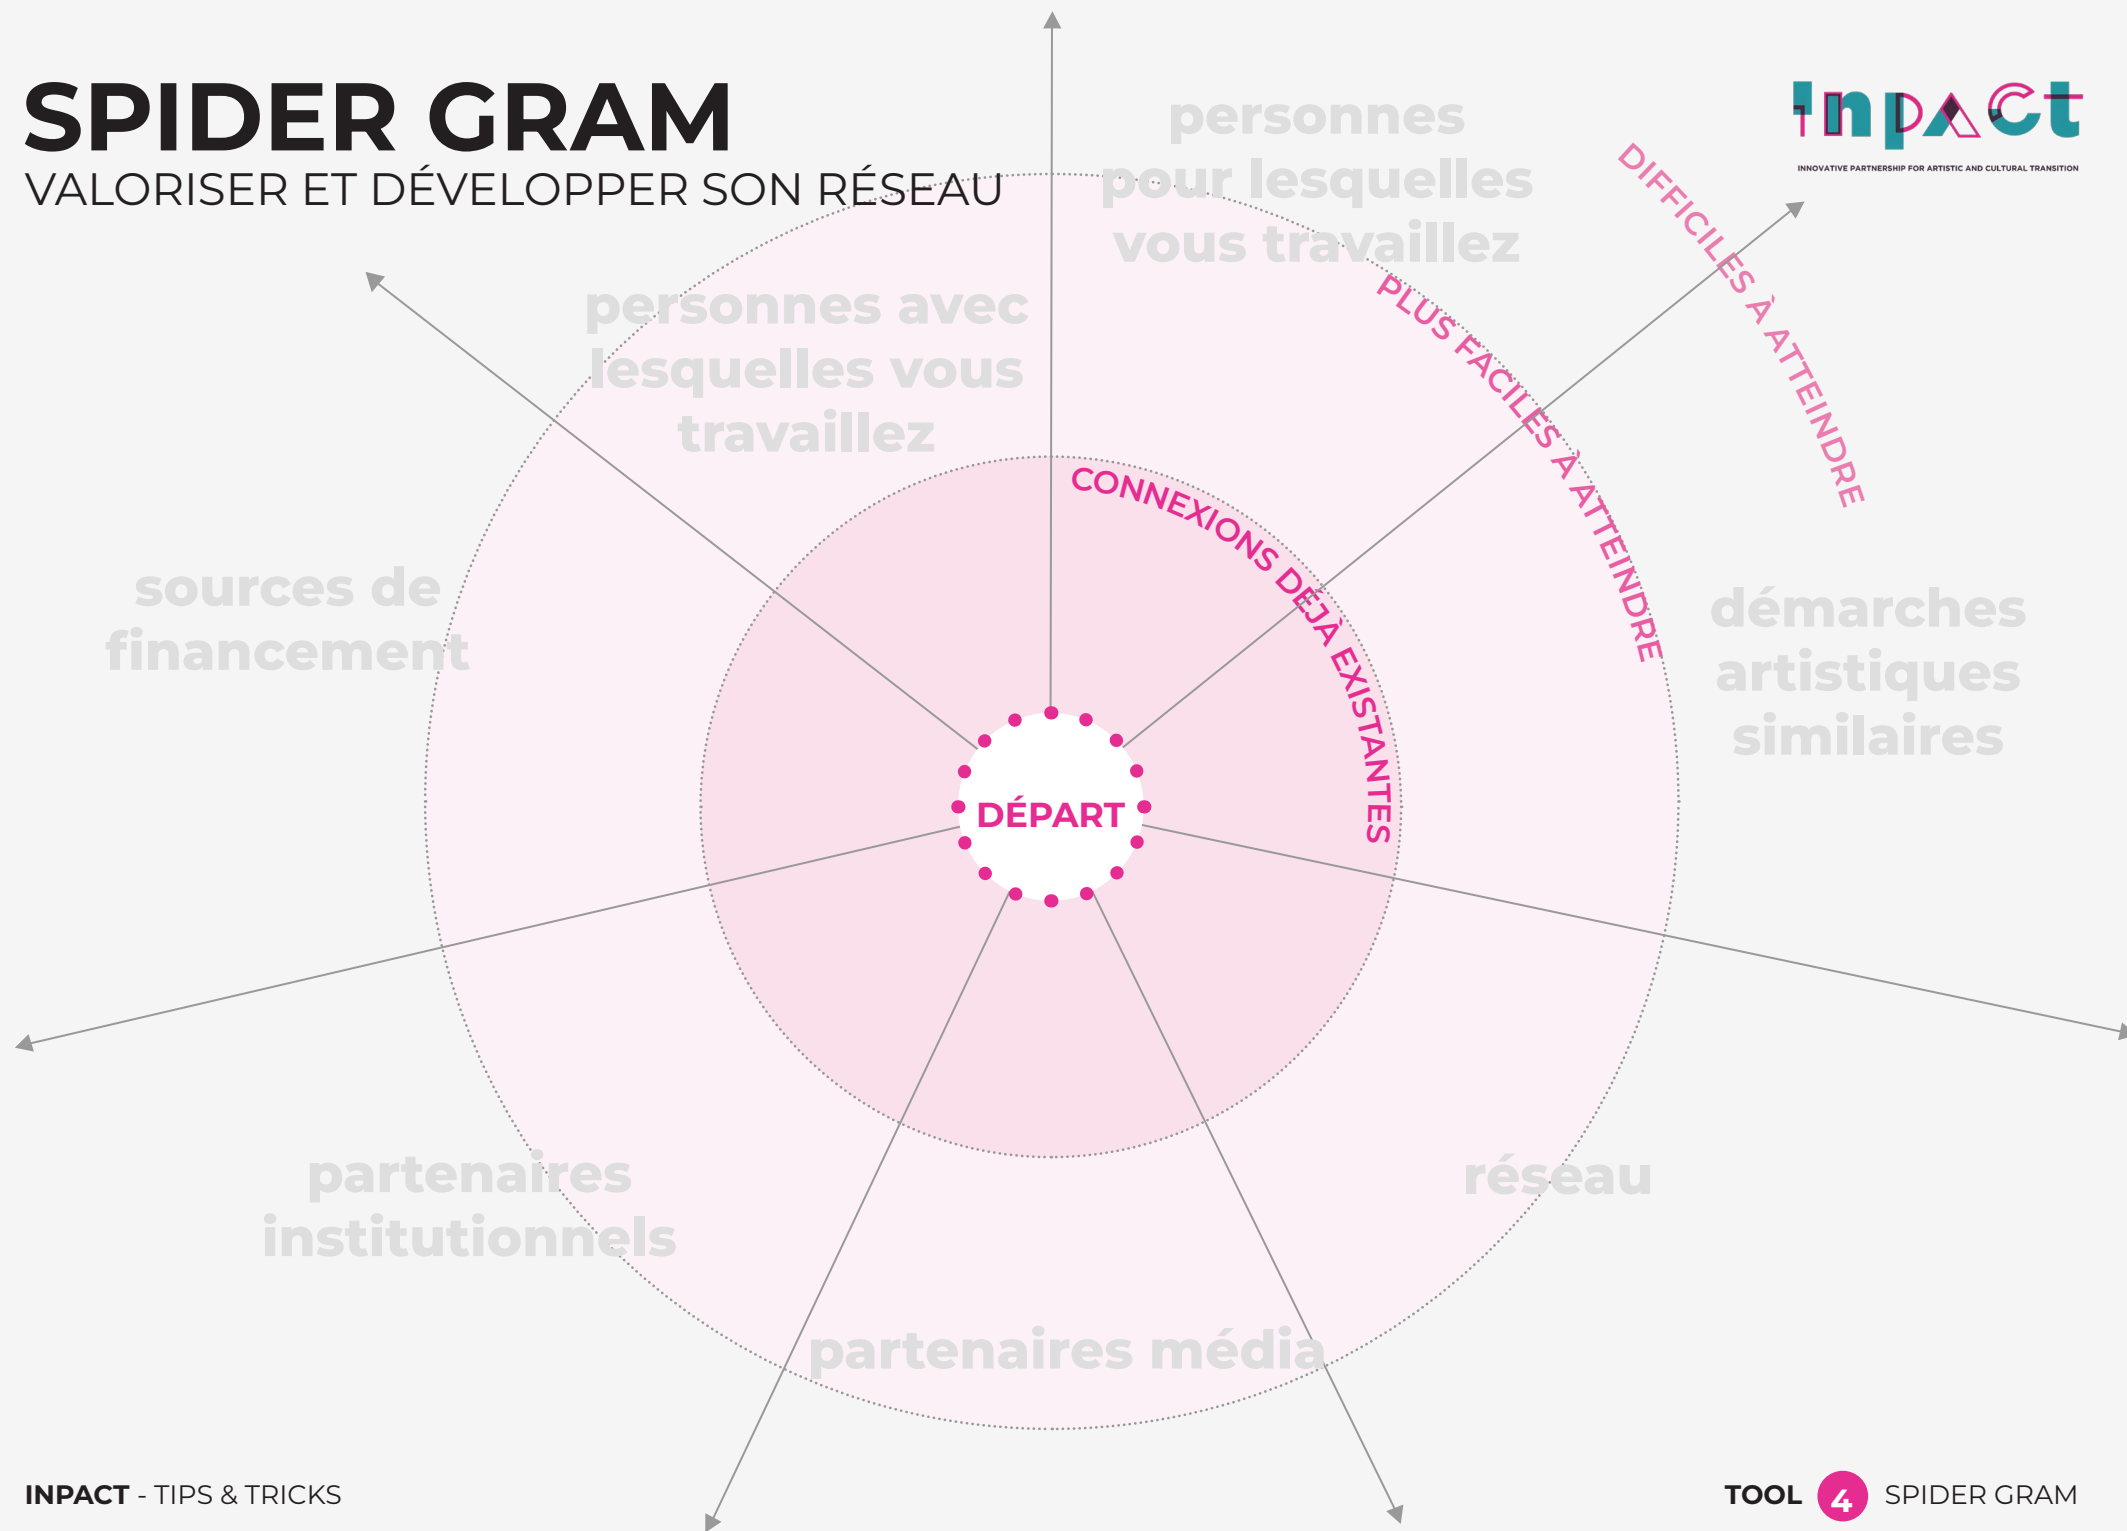 SPIDER GRAM
VALORISER ET DÉVELOPPER SON RÉSEAU
ınpACt
INNOVATIVE PARTNERSHIP FOR ARTISTIC AND CULTURAL TRANSITION
personnes
pour lesquelles
vous travaillez
DIFFICILES À ATTEINDRE
personnes avec
lesquelles vous
travaillez
PLUS FACILES À ATTEINDRE
CONNEXIONS DÉJÀ EXISTANTES
sources de
financement
démarches
artistiques
similaires
DÉPART
partenaires
institutionnels
réseau
partenaires média
INPACT - TIPS & TRICKS
TOOL 4 SPIDER GRAM